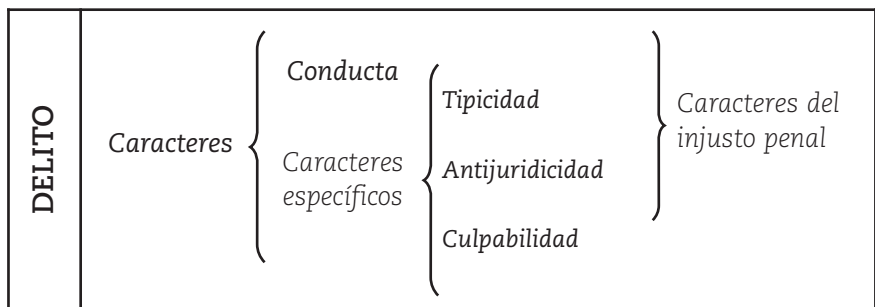 DELITO
Caracteres
Conducta
Caracteres
específicos
Tipicidad
Antijuridicidad
Culpabilidad
Caracteres del
injusto penal